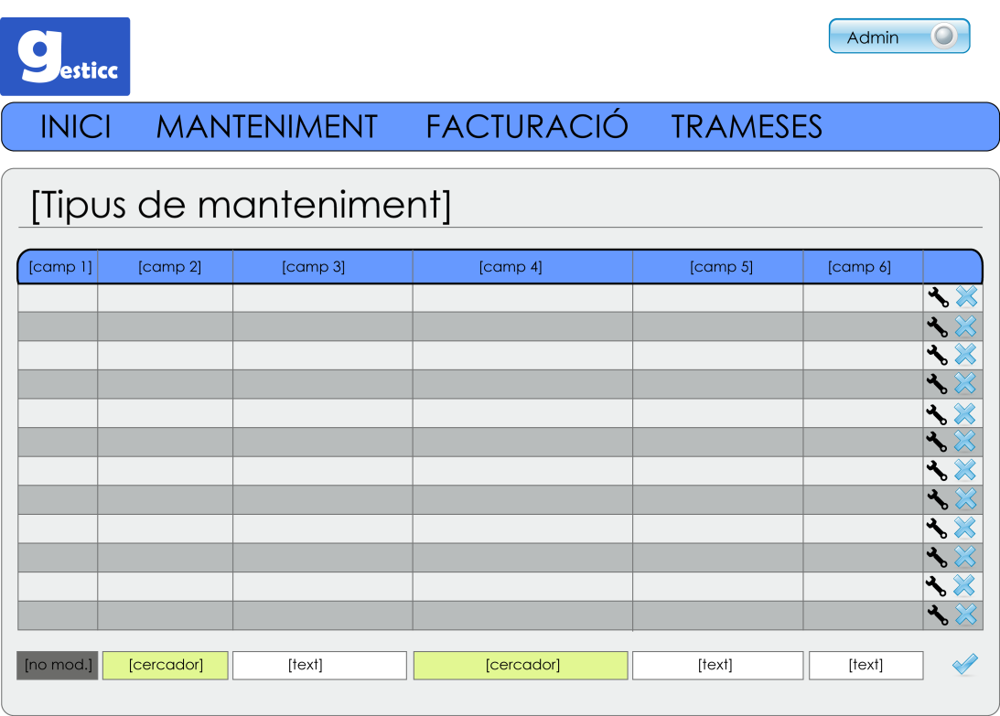 gesticc
Admin
INICI MANTENIMENT FACTURACIÓ TRAMESES
[Tipus de manteniment]
[camp 1] [camp 2] [camp 3] [camp 4] [camp 5] [camp 6]
[no mod.] [cercador] [text] [cercador] [text] [text]